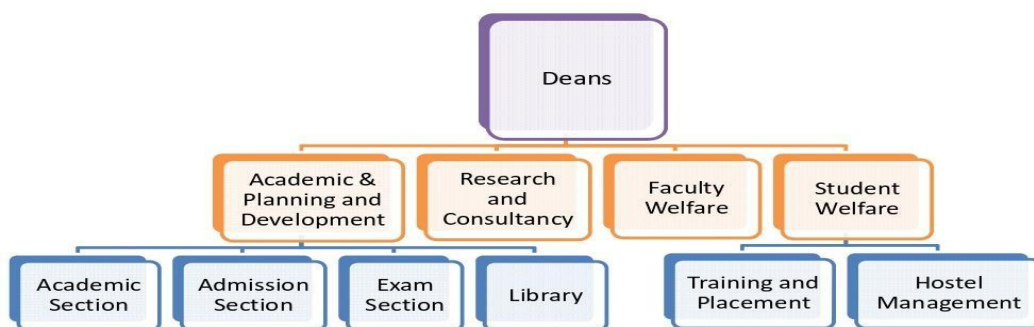 Deans
Academic &
Planning and
Development
Research
and
Consultancy
Faculty
Welfare
Student
Welfare
Academic
Section
Admission
Section
Exam
Section
Library
Training and
Placement
Hostel
Management